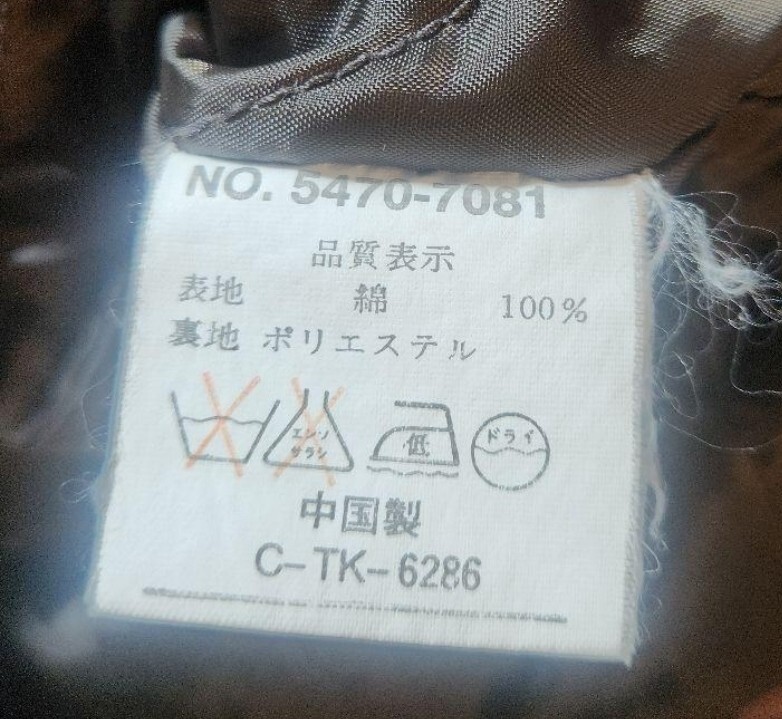 NO. 5470-7081
品質表示
表地 綿 100%
裏地 ポリエステル
エンソ
サラシ
低
ドライ
中国製
C-TK-6286